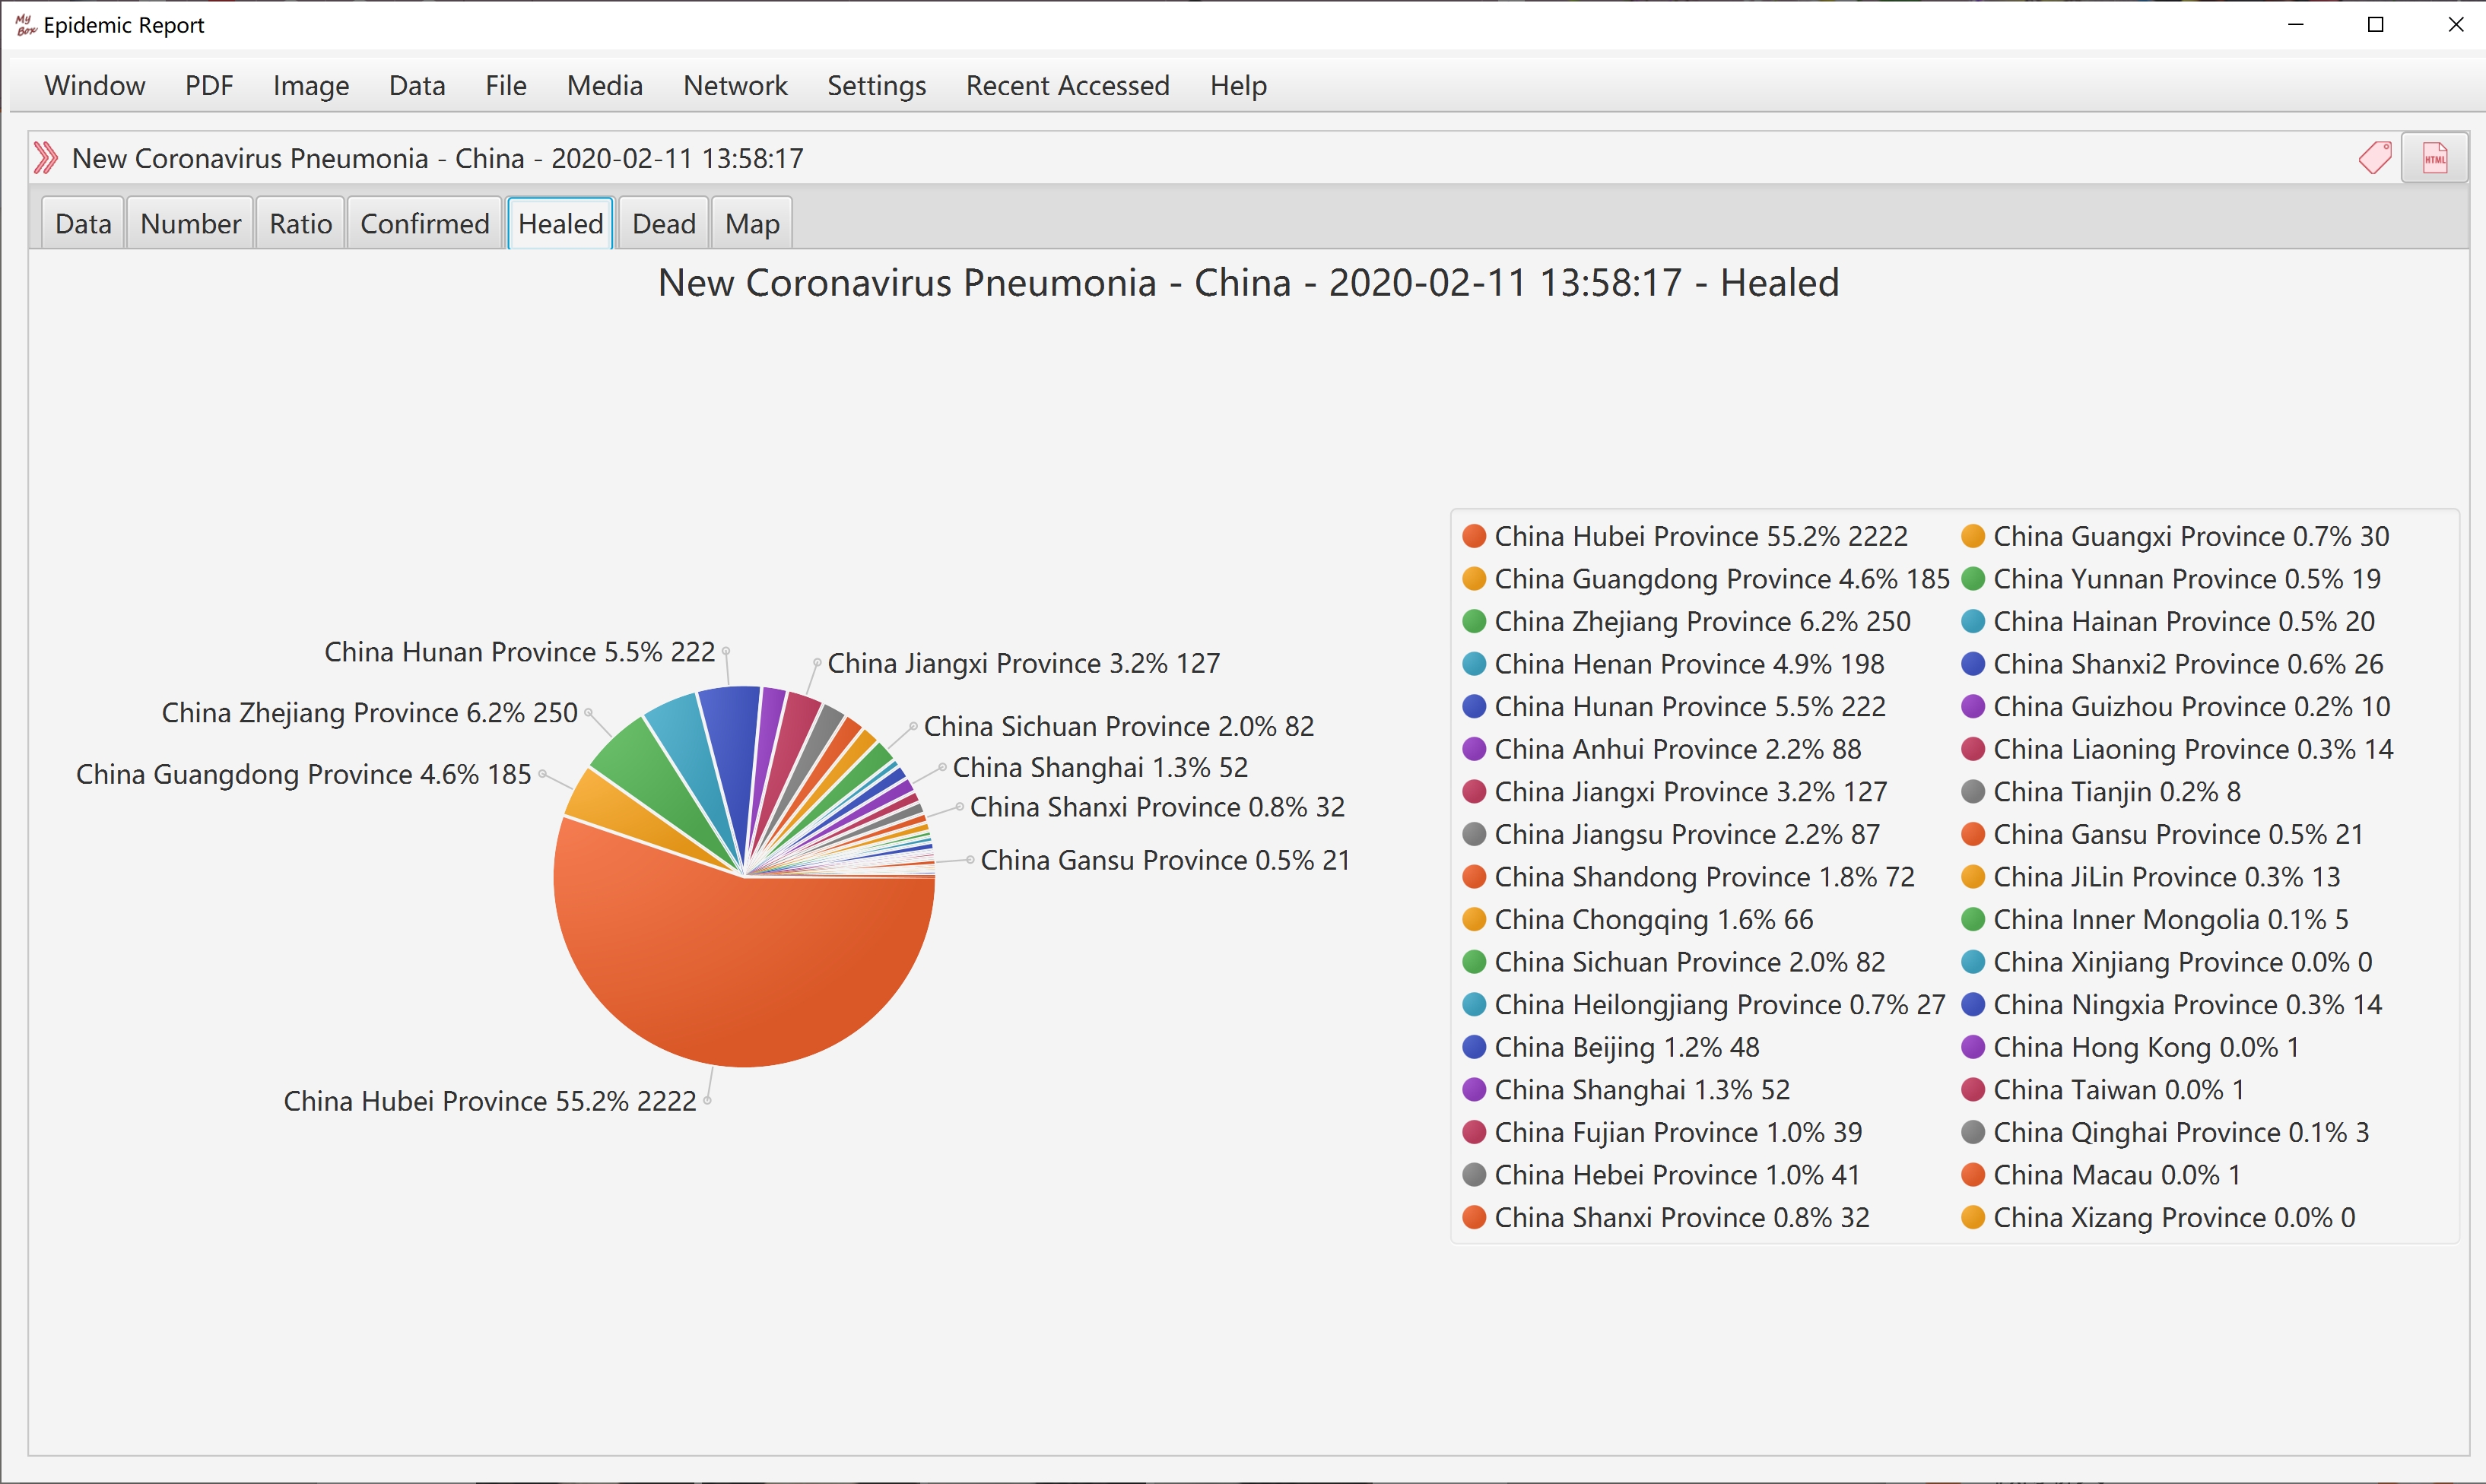 My Box Epidemic Report
Window PDF Image Data File Media Network Settings Recent Accessed Help
New Coronavirus Pneumonia - China - 2020-02-11 13:58:17
HTML
Data Number Ratio Confirmed Healed Dead Map
New Coronavirus Pneumonia - China - 2020-02-11 13:58:17 - Healed
China Hunan Province 5.5% 222
China Jiangxi Province 3.2% 127
China Zhejiang Province 6.2% 250
China Sichuan Province 2.0% 82
China Guangdong Province 4.6% 185
China Shanghai 1.3% 52
China Shanxi Province 0.8% 32
China Gansu Province 0.5% 21
China Hubei Province 55.2% 2222
China Hubei Province 55.2% 2222
China Guangdong Province 4.6% 185
China Zhejiang Province 6.2% 250
China Henan Province 4.9% 198
China Hunan Province 5.5% 222
China Anhui Province 2.2% 88
China Jiangxi Province 3.2% 127
China Jiangsu Province 2.2% 87
China Shandong Province 1.8% 72
China Chongqing 1.6% 66
China Sichuan Province 2.0% 82
China Heilongjiang Province 0.7% 27
China Beijing 1.2% 48
China Shanghai 1.3% 52
China Fujian Province 1.0% 39
China Hebei Province 1.0% 41
China Shanxi Province 0.8% 32
China Guangxi Province 0.7% 30
China Yunnan Province 0.5% 19
China Hainan Province 0.5% 20
China Shanxi2 Province 0.6% 26
China Guizhou Province 0.2% 10
China Liaoning Province 0.3% 14
China Tianjin 0.2% 8
China Gansu Province 0.5% 21
China JiLin Province 0.3% 13
China Inner Mongolia 0.1% 5
China Xinjiang Province 0.0% 0
China Ningxia Province 0.3% 14
China Hong Kong 0.0% 1
China Taiwan 0.0% 1
China Qinghai Province 0.1% 3
China Macau 0.0% 1
China Xizang Province 0.0% 0